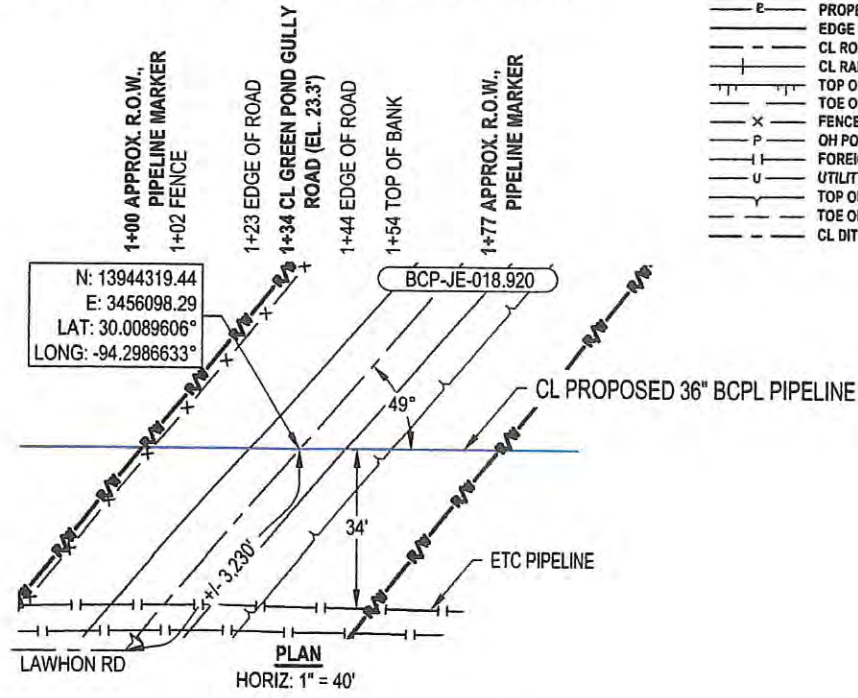 1+00 APPROX. R.O.W.,
PIPELINE MARKER
1+02 FENCE
1+23 EDGE OF ROAD
1+34 CL GREEN POND GULLY
ROAD (EL. 23.3')
1+44 EDGE OF ROAD
1+54 TOP OF BANK
1+77 APPROX. R.O.W.,
PIPELINE MARKER
EDGE
CL RO
CL RA
TOP O
TOE O
X FENCE
P OH PO
FOREI
U UTILIT
TOP O
TOE O
CL DIT
N: 13944319.44
E: 3456098.29
LAT: 30.0089606°
LONG: -94.2986633°
BCP-JE-018.920
R/W
R/W
R/W
R/W
R/W
R/W
R/W
R/W
R/W
R/W
49°
CL PROPOSED 36" BCPL PIPELINE
34'
+/- 3,230'
ETC PIPELINE
LAWHON RD
PLAN
HORIZ: 1" = 40'